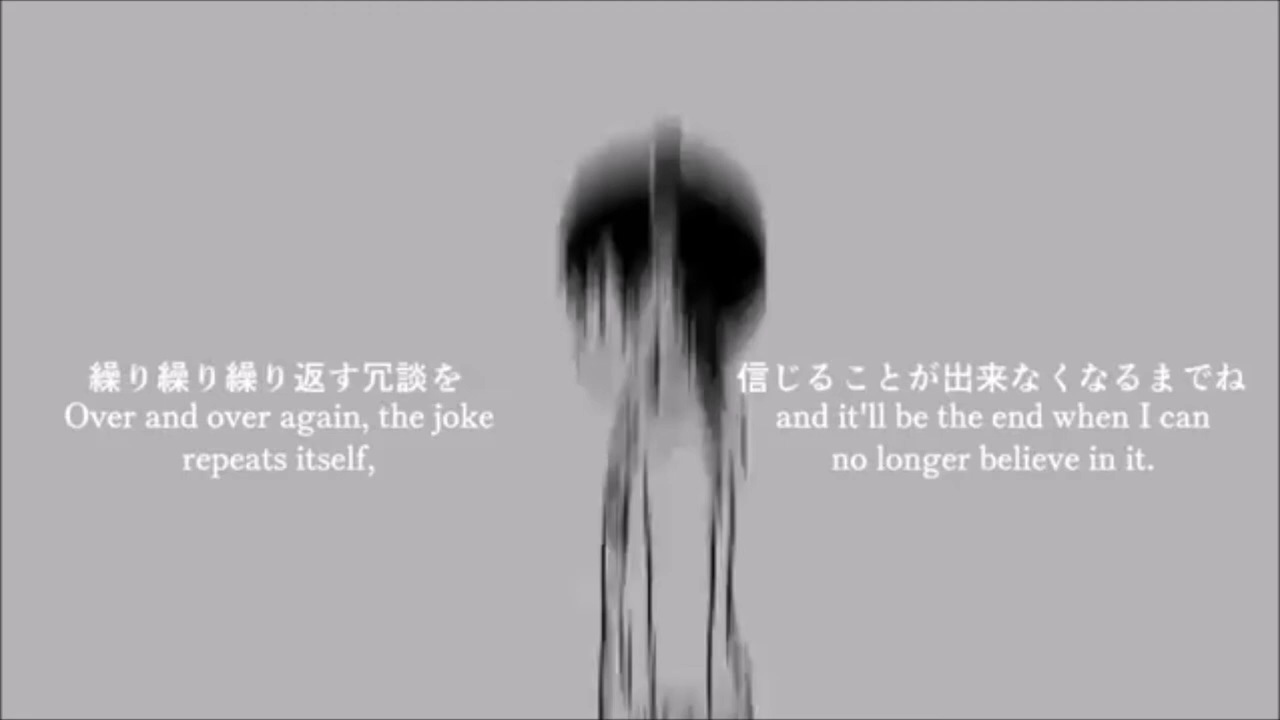 繰り繰り繰り返す冗談を
Over and over again, the joke
repeats itself,
信じることが出来なくなるまでね
and it'll be the end when I can
no longer believe in it.